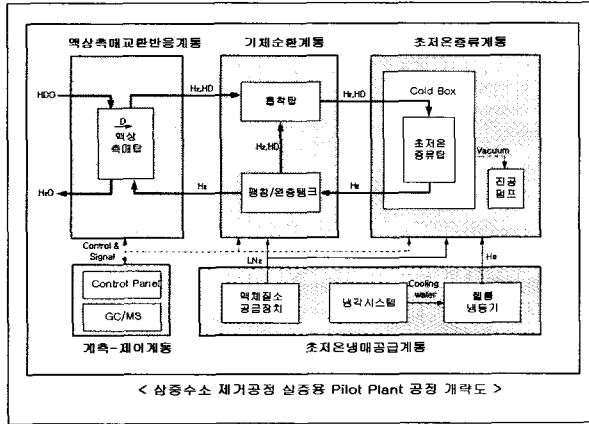 액상촉매교환반응계통
기체순환계통
초저온증류계통
HDO
H₂,HD
H₂,HD
Cold Box
흡착탑
D
액상
촉매탑
초저온
증류탑
H₂,HD
Vacuum
진공
펌프
H₂O
H₂
팽창/완충탱크
H₂
Control &
Signal
LN₂
He
Control Panel
GC/MS
액체질소
공급장치
냉각시스템
Cooling
water
헬륨
냉동기
계측-제어계통
초저온냉매공급계통
< 삼중수소 제거공정 실증용 Pilot Plant 공정 개략도 >